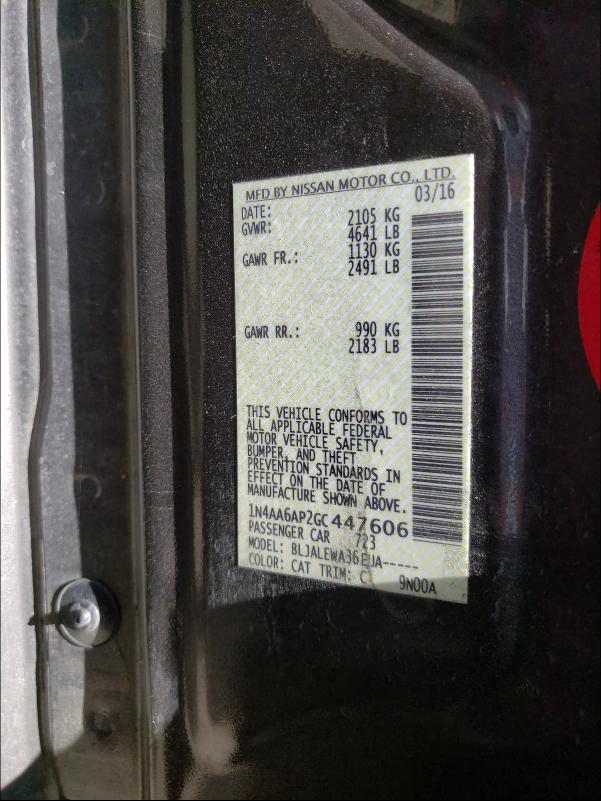 MFD BY NISSAN MOTOR CO., LTD.
DATE: 03/16
GVWR: 2105 KG
4641 LB
GAWR FR.: 1130 KG
2491 LB
GAWR RR.: 990 KG
2183 LB
THIS VEHICLE CONFORMS TO
ALL APPLICABLE FEDERAL
MOTOR VEHICLE SAFETY,
BUMPER, AND THEFT
PREVENTION STANDARDS IN
EFFECT ON THE DATE OF
MANUFACTURE SHOWN ABOVE.
1N4AA6AP2GC447606
PASSENGER CAR 723
MODEL: BLJALEWA36EUA-----
COLOR: CAT TRIM: C 9N00A